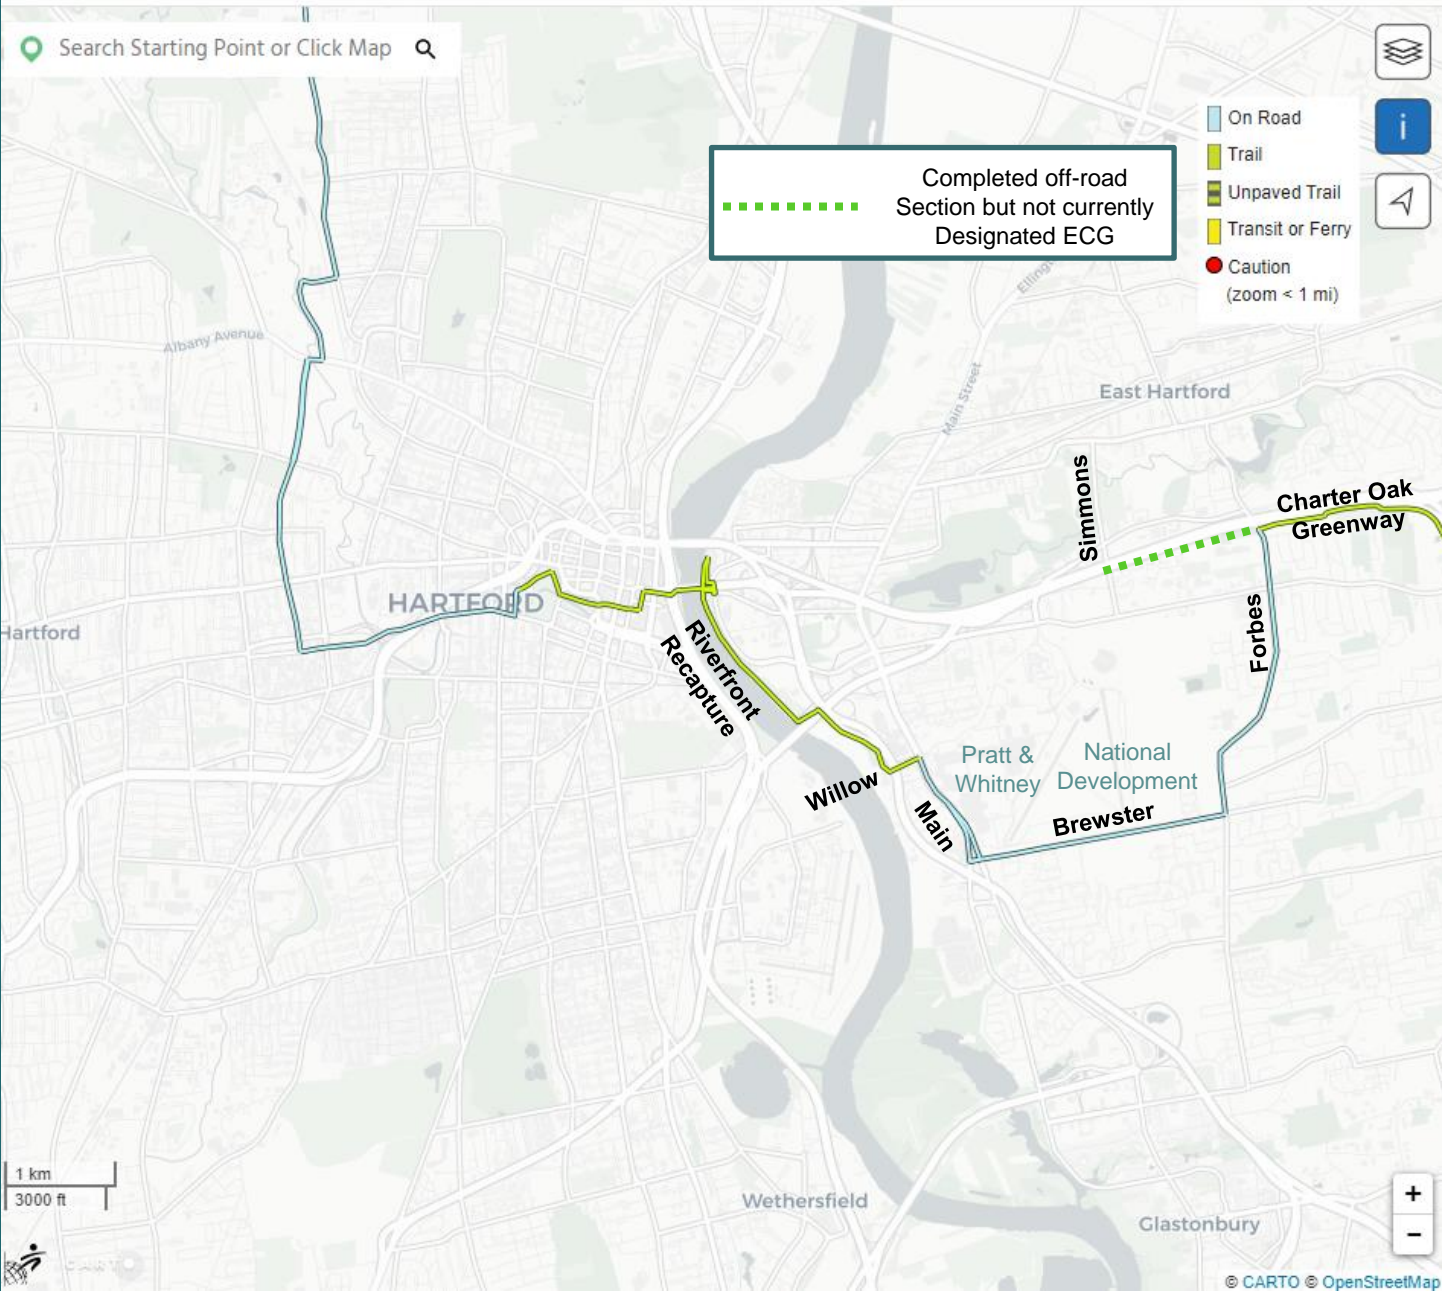 Search Starting Point or Click Map
On Road
Trail
Unpaved Trail
Transit or Ferry
Caution
(zoom < 1 mi)
i
Completed off-road
Section but not currently
Designated ECG
Albany Avenue
Main Street
East Hartford
Simmons
Charter Oak
Greenway
HARTFORD
Hartford
Forbes
Riverfront
Recapture
Pratt &
Whitney
National
Development
Willow
Main
Brewster
1 km
3000 ft
Wethersfield
Glastonbury
+
−
CARTO
© CARTO © OpenStreetMap